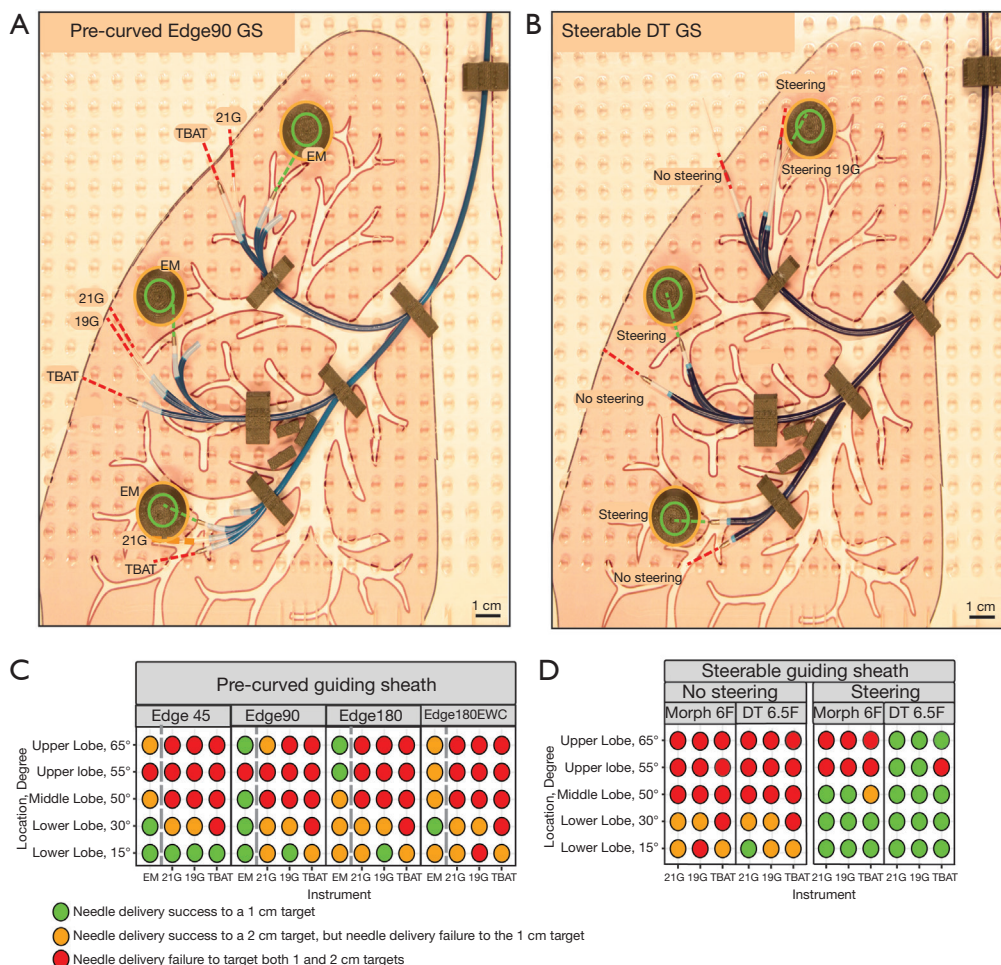 A
Pre-curved Edge90 GS
21G
TBAT
EM
EM
21G
19G
TBAT
EM
21G
TBAT
1 cm
B
Steerable DT GS
Steering
No steering
Steering 19G
Steering
No steering
Steering
No steering
1 cm
C
Pre-curved guiding sheath
Edge 45 Edge90 Edge180 Edge180EWC
Location, Degree
Upper Lobe, 65°
Upper lobe, 55°
Middle Lobe, 50°
Lower Lobe, 30°
Lower Lobe, 15°
EM 21G 19G TBAT EM 21G 19G TBAT EM 21G 19G TBAT EM 21G 19G TBAT
Instrument
D
Steerable guiding sheath
No steering Steering
Morph 6F DT 6.5F Morph 6F DT 6.5F
Location, Degree
Upper Lobe, 65°
Upper lobe, 55°
Middle Lobe, 50°
Lower Lobe, 30°
Lower Lobe, 15°
21G 19G TBAT 21G 19G TBAT 21G 19G TBAT 21G 19G TBAT
Instrument
Needle delivery success to a 1 cm target
Needle delivery success to a 2 cm target, but needle delivery failure to the 1 cm target
Needle delivery failure to target both 1 and 2 cm targets